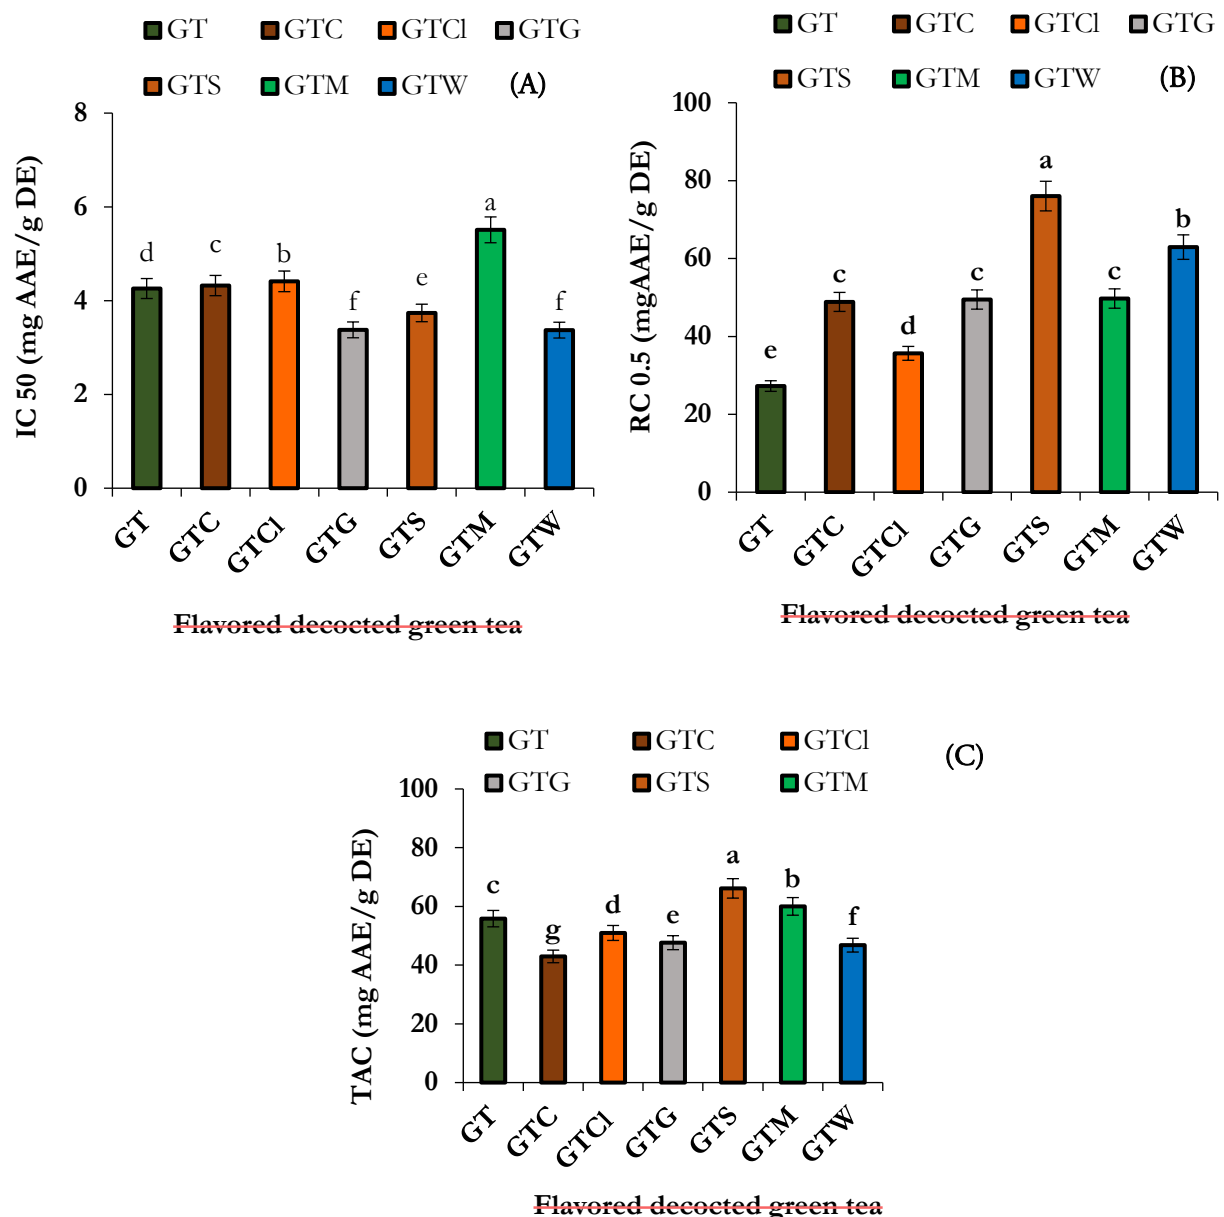 GT GTC GTCl GTG
GTS GTM GTW (A)
IC 50 (mg AAE/g DE)
8
6
4
2
0
d c b f e a f
GT GTC GTCl GTG GTS GTM GTW
Flavored decocted green tea
GT GTC GTCl GTG
GTS GTM GTW (B)
RC 0.5 (mgAAE/g DE)
100
80
60
40
20
0
e c d c a c b
GT GTC GTCl GTG GTS GTM GTW
Flavored decocted green tea
GT GTC GTCl (C)
GTG GTS GTM
TAC (mg AAE/g DE)
100
80
60
40
20
0
c g d e a b f
GT GTC GTCl GTG GTS GTM GTW
Flavored decocted green tea